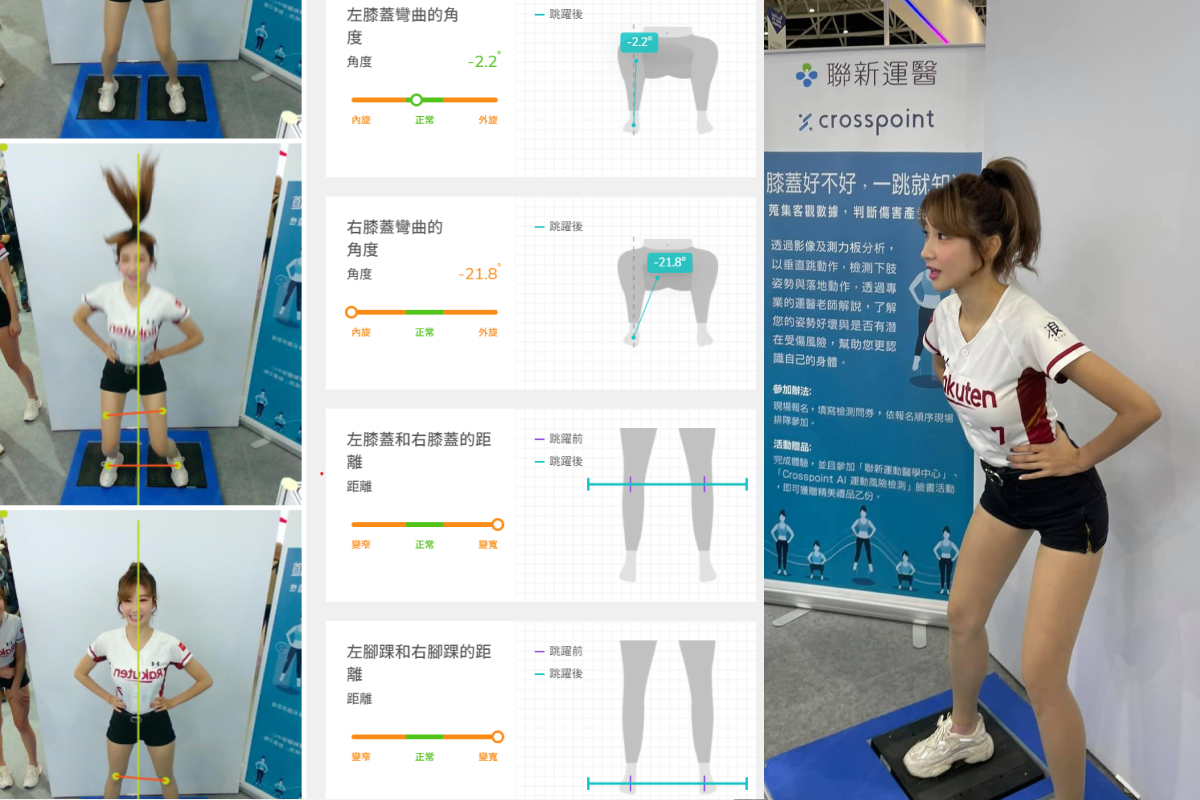 左膝蓋彎曲的角
度
角度
-2.2°
內旋
正常
外旋
跳躍後
-2.2°
右膝蓋彎曲的
角度
角度
-21.8°
內旋
正常
外旋
跳躍後
-21.8°
左膝蓋和右膝蓋的距
離
距離
變窄
正常
變寬
跳躍前
跳躍後
左腳踝和右腳踝的距
離
距離
變窄
正常
變寬
跳躍前
跳躍後
聯新運醫
crosspoint
膝蓋好不好，一跳就知
蒐集客觀數據，判斷傷害產
透過影像及測力板分析，
以垂直跳動作，檢測下肢
姿勢與落地動作，透過專
業的運醫老師解說，了解
您的姿勢好壞與是否有潛
在受傷風險，幫助您更認
識自己的身體。
參加辦法:
現場報名，填寫檢測問券，依報名順序現場
排隊參加。
活動贈品:
完成體驗，並且參加「聯新運動醫學中心」、
「Crosspoint AI 運動風險檢測」臉書活動
，即可獲贈精美禮品乙份。
Rakuten
7
浪
Rakuten
Rakuten
7